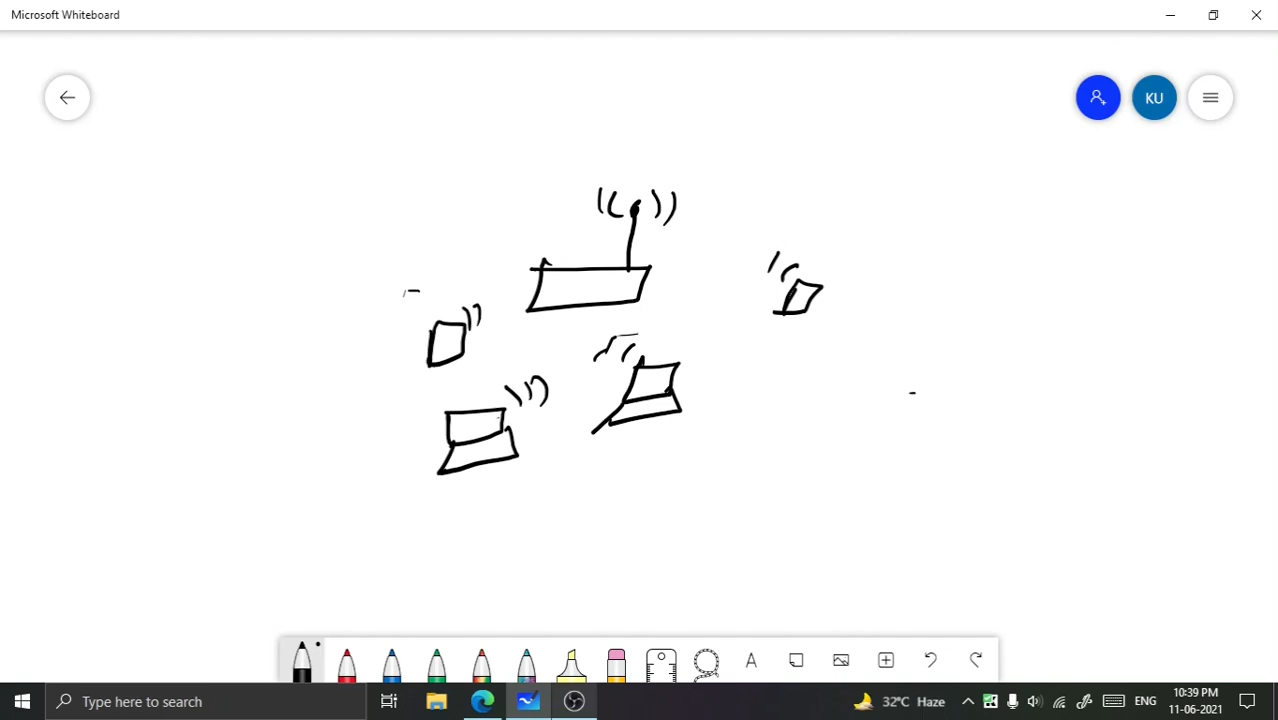 Microsoft Whiteboard
KU
A
Type here to search
32°C Haze
ENG
10:39 PM
11-06-2021